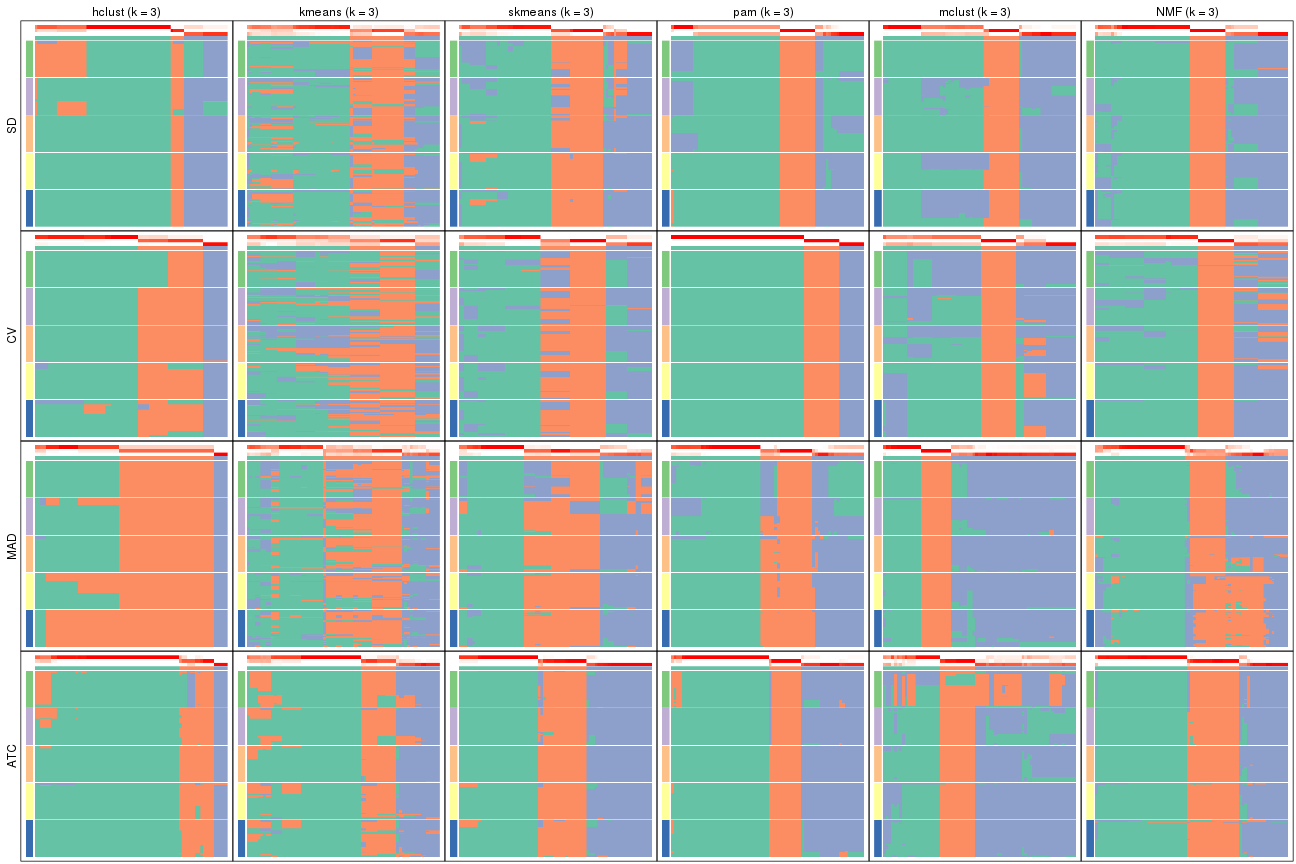 hclust (k = 3) kmeans (k = 3) skmeans (k = 3) pam (k = 3) mclust (k = 3) NMF (k = 3)
SD
CV
MAD
ATC